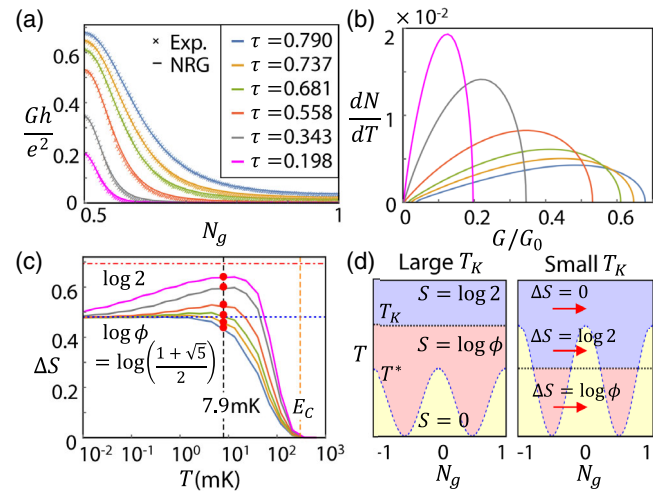 (a)
0.6
0.4
0.2
0
Gh
e²
× Exp.
− NRG
τ = 0.790
τ = 0.737
τ = 0.681
τ = 0.558
τ = 0.343
τ = 0.198
0.5
1
N_g
(b)
2 × 10⁻²
1
0
dN
dT
0
0.2
0.4
0.6
G/G₀
(c)
0.6
0.4
0.2
0
ΔS
log 2
log ϕ
= log(1 + √5 / 2)
7.9 mK
E_C
10⁻²
10⁻¹
10⁰
10¹
10²
10³
T(mK)
(d) Large T_K
Small T_K
T
T_K
T*
S = log 2
S = log ϕ
S = 0
ΔS = 0
ΔS = log 2
ΔS = log ϕ
-1
0
1
N_g
-1
0
1
N_g